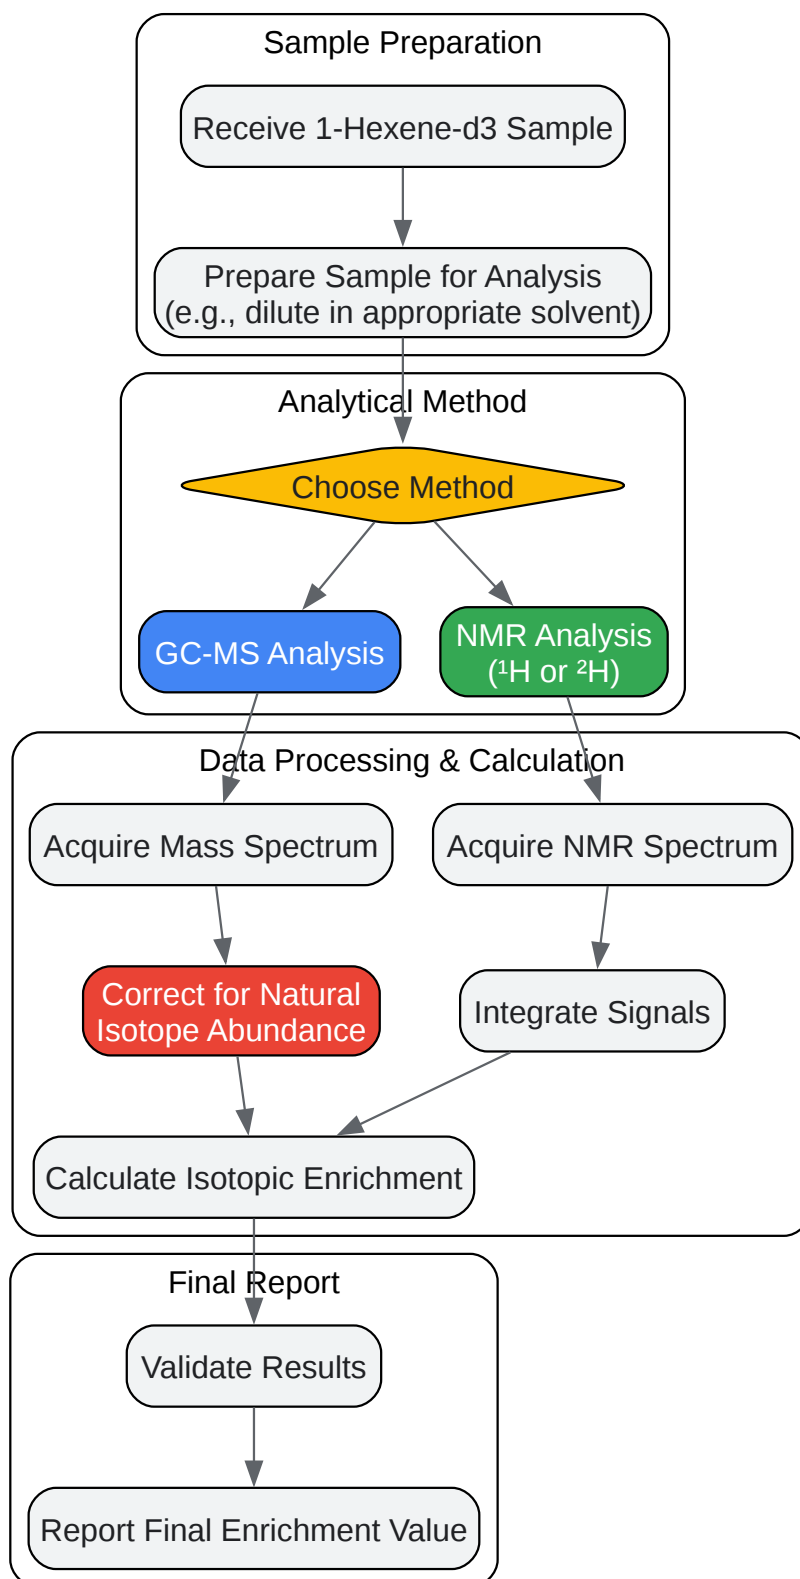 Sample Preparation
Receive 1-Hexene-d3 Sample
Prepare Sample for Analysis
(e.g., dilute in appropriate solvent)
Analytical Method
Choose Method
GC-MS Analysis
NMR Analysis
(¹H or ²H)
Data Processing & Calculation
Acquire Mass Spectrum
Acquire NMR Spectrum
Correct for Natural
Isotope Abundance
Integrate Signals
Calculate Isotopic Enrichment
Final Report
Validate Results
Report Final Enrichment Value